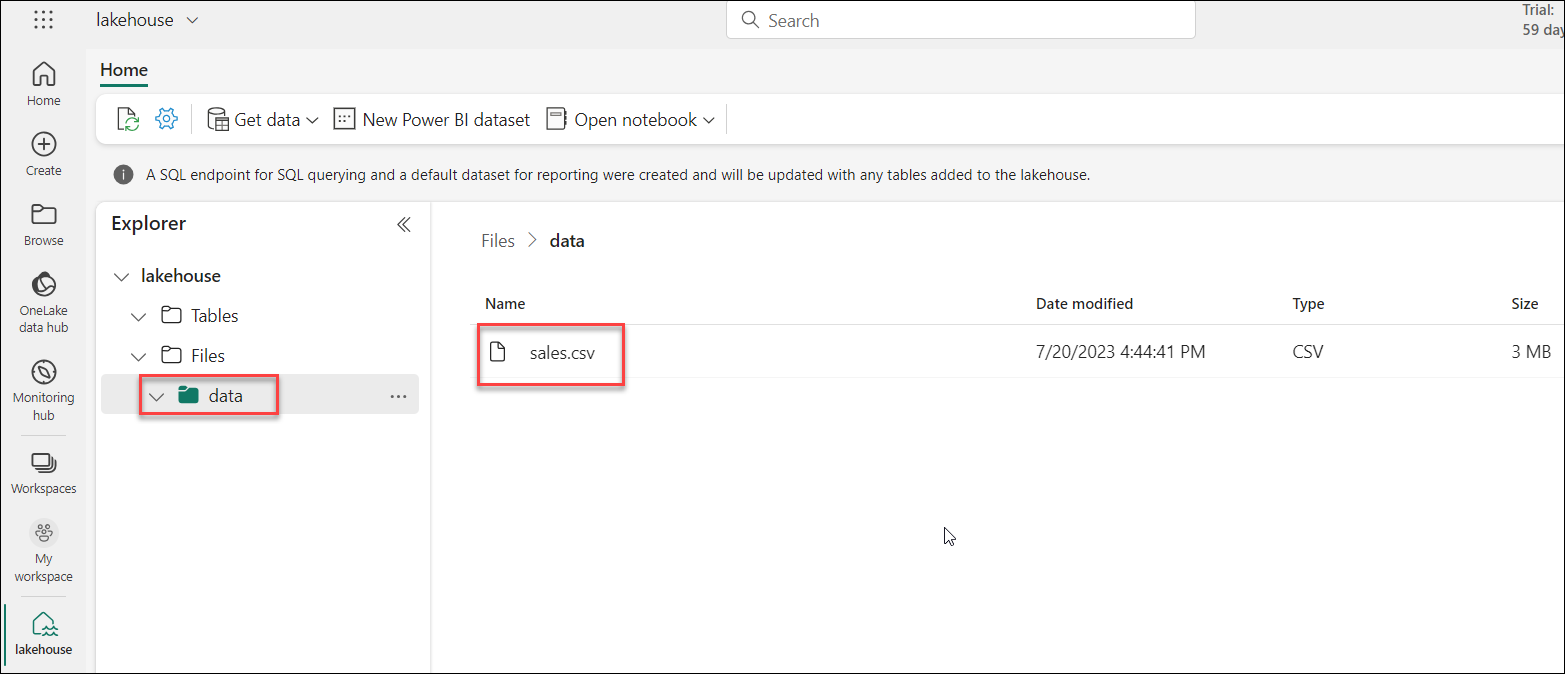 lakehouse
Search
Trial:
59 day
Home
Create
Browse
OneLake
data hub
Monitoring
hub
Workspaces
My
workspace
lakehouse
Home
Get data
New Power BI dataset
Open notebook
A SQL endpoint for SQL querying and a default dataset for reporting were created and will be updated with any tables added to the lakehouse.
Explorer
lakehouse
Tables
Files
data
Files > data
Name Date modified Type Size
sales.csv 7/20/2023 4:44:41 PM CSV 3 MB